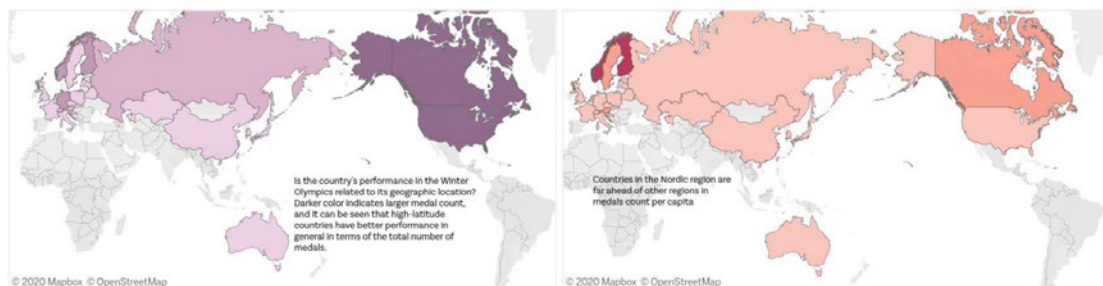 Is the country's performance in the Winter
Olympics related to its geographic location?
Darker color indicates larger medal count,
and it can be seen that high-latitude
countries have better performance in
general in terms of the total number of
medals.
© 2020 Mapbox © OpenStreetMap
Countries in the Nordic region are
far ahead of other regions in
medals count per capita
© 2020 Mapbox © OpenStreetMap